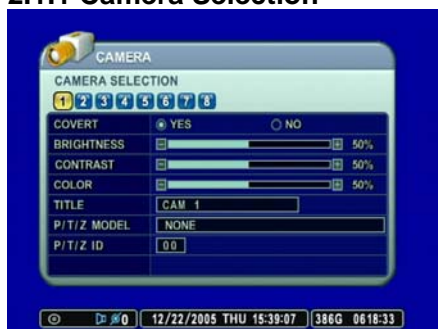 2.1.1 Camera Selection
CAMERA
CAMERA SELECTION
1 2 3 4 5 6 7 8
COVERT YES NO
BRIGHTNESS 50%
CONTRAST 50%
COLOR 50%
TITLE CAM 1
P/T/Z MODEL NONE
P/T/Z ID 00
0 12/22/2005 THU 15:39:07 386G 0618:33